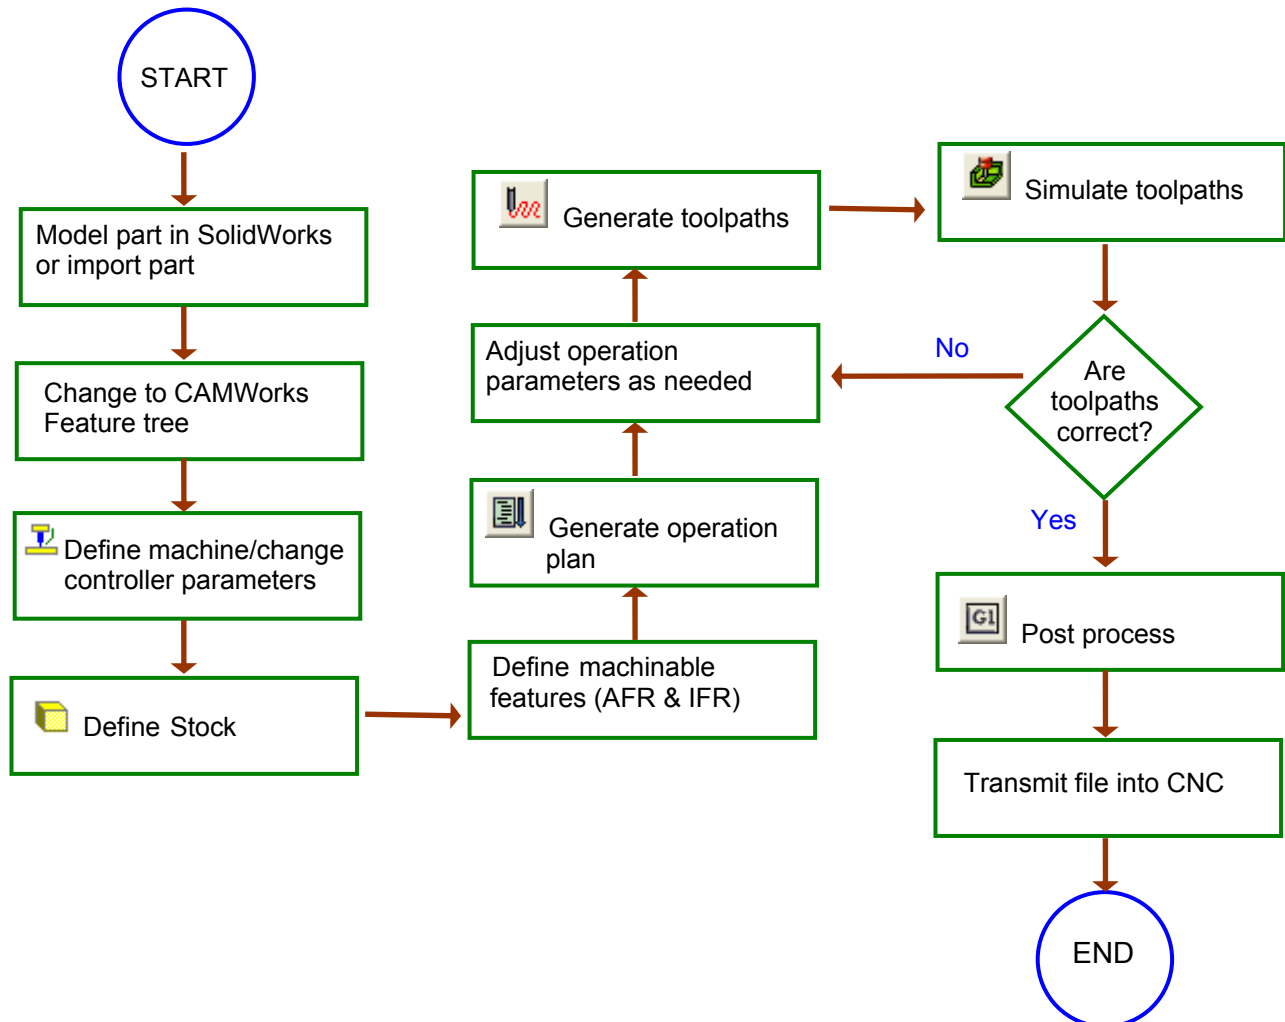 START
Model part in SolidWorks
or import part
Change to CAMWorks
Feature tree
Define machine/change
controller parameters
Define Stock
Define machinable
features (AFR & IFR)
Generate operation
plan
Adjust operation
parameters as needed
Generate toolpaths
Simulate toolpaths
Are
toolpaths
correct?
No
Yes
G1
Post process
Transmit file into CNC
END